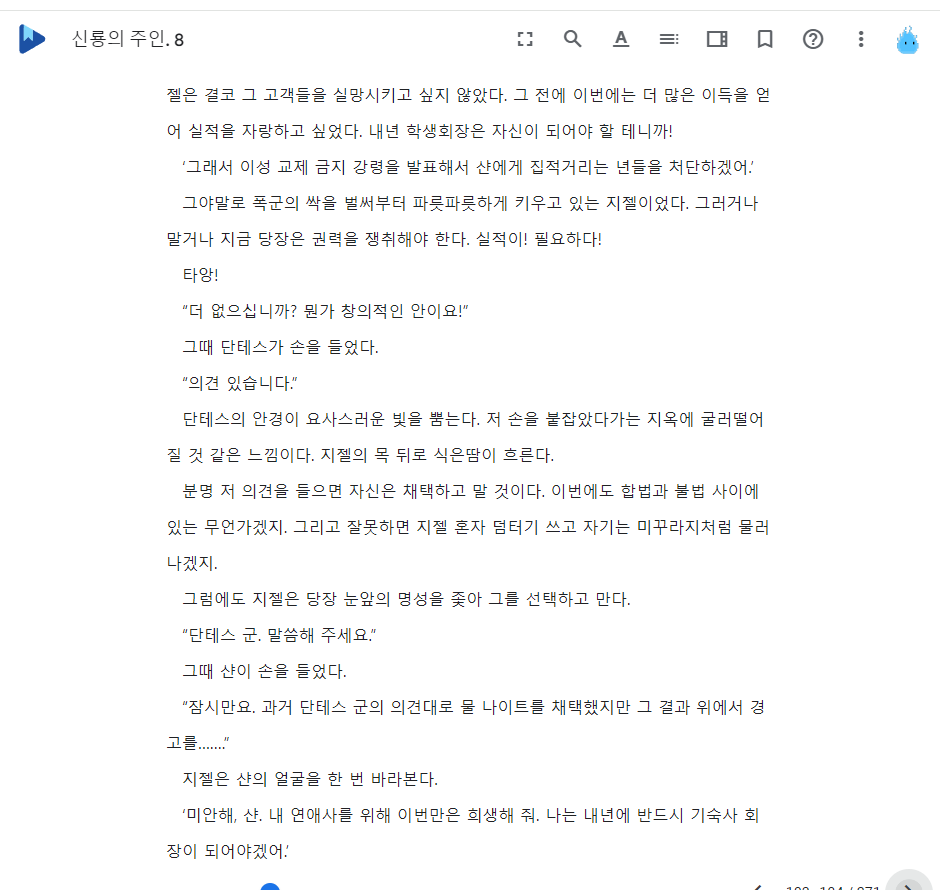 신룡의 주인. 8
젤은 결코 그 고객들을 실망시키고 싶지 않았다. 그 전에 이번에는 더 많은 이득을 얻
어 실적을 자랑하고 싶었다. 내년 학생회장은 자신이 되어야 할 테니까!
‘그래서 이성 교제 금지 강령을 발표해서 샨에게 집적거리는 년들을 처단하겠어.’
그야말로 폭군의 싹을 벌써부터 파릇파릇하게 키우고 있는 지젤이었다. 그러거나
말거나 지금 당장은 권력을 쟁취해야 한다. 실적이! 필요하다!
타앙!
“더 없으십니까? 뭔가 창의적인 안이요!”
그때 단테스가 손을 들었다.
“의견 있습니다.”
단테스의 안경이 요사스러운 빛을 뿜는다. 저 손을 붙잡았다가는 지옥에 굴러떨어
질 것 같은 느낌이다. 지젤의 목 뒤로 식은땀이 흐른다.
분명 저 의견을 들으면 자신은 채택하고 말 것이다. 이번에도 합법과 불법 사이에
있는 무언가겠지. 그리고 잘못하면 지젤 혼자 덤터기 쓰고 자기는 미꾸라지처럼 물러
나겠지.
그럼에도 지젤은 당장 눈앞의 명성을 좇아 그를 선택하고 만다.
“단테스 군. 말씀해 주세요.”
그때 샨이 손을 들었다.
“잠시만요. 과거 단테스 군의 의견대로 물 나이트를 채택했지만 그 결과 위에서 경
고를…….”
지젤은 샨의 얼굴을 한 번 바라본다.
‘미안해, 샨. 내 연애사를 위해 이번만은 희생해 줘. 나는 내년에 반드시 기숙사 회
장이 되어야겠어.’